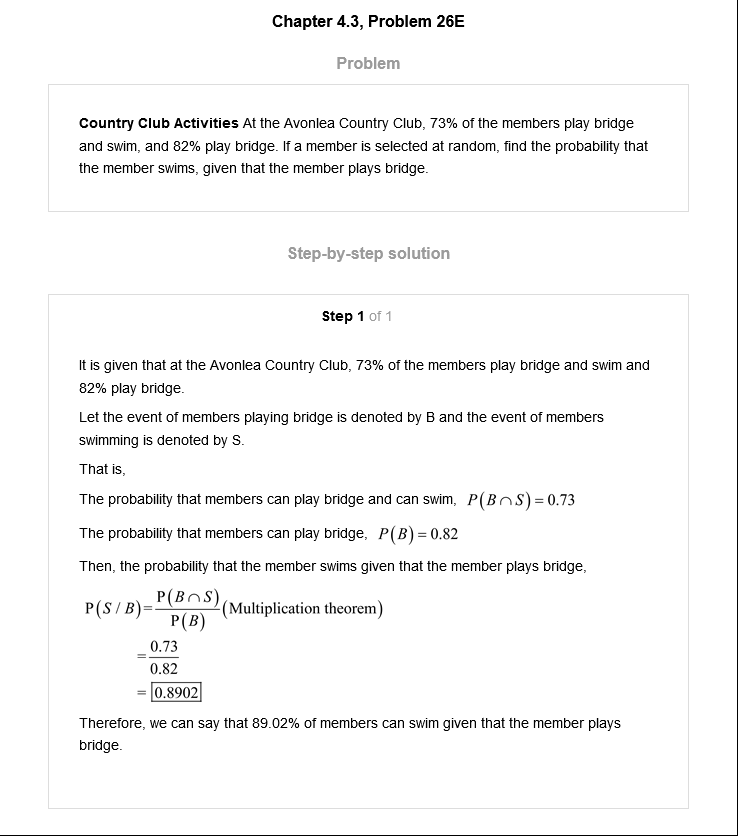 Chapter 4.3, Problem 26E
Problem
Country Club Activities At the Avonlea Country Club, 73% of the members play bridge
and swim, and 82% play bridge. If a member is selected at random, find the probability that
the member swims, given that the member plays bridge.
Step-by-step solution
Step 1 of 1
It is given that at the Avonlea Country Club, 73% of the members play bridge and swim and
82% play bridge.
Let the event of members playing bridge is denoted by B and the event of members
swimming is denoted by S.
That is,
The probability that members can play bridge and can swim, P(B∩S) = 0.73
The probability that members can play bridge, P(B) = 0.82
Then, the probability that the member swims given that the member plays bridge,
P(S / B) = P(B∩S) / P(B) (Multiplication theorem)
= 0.73 / 0.82
= 0.8902
Therefore, we can say that 89.02% of members can swim given that the member plays
bridge.